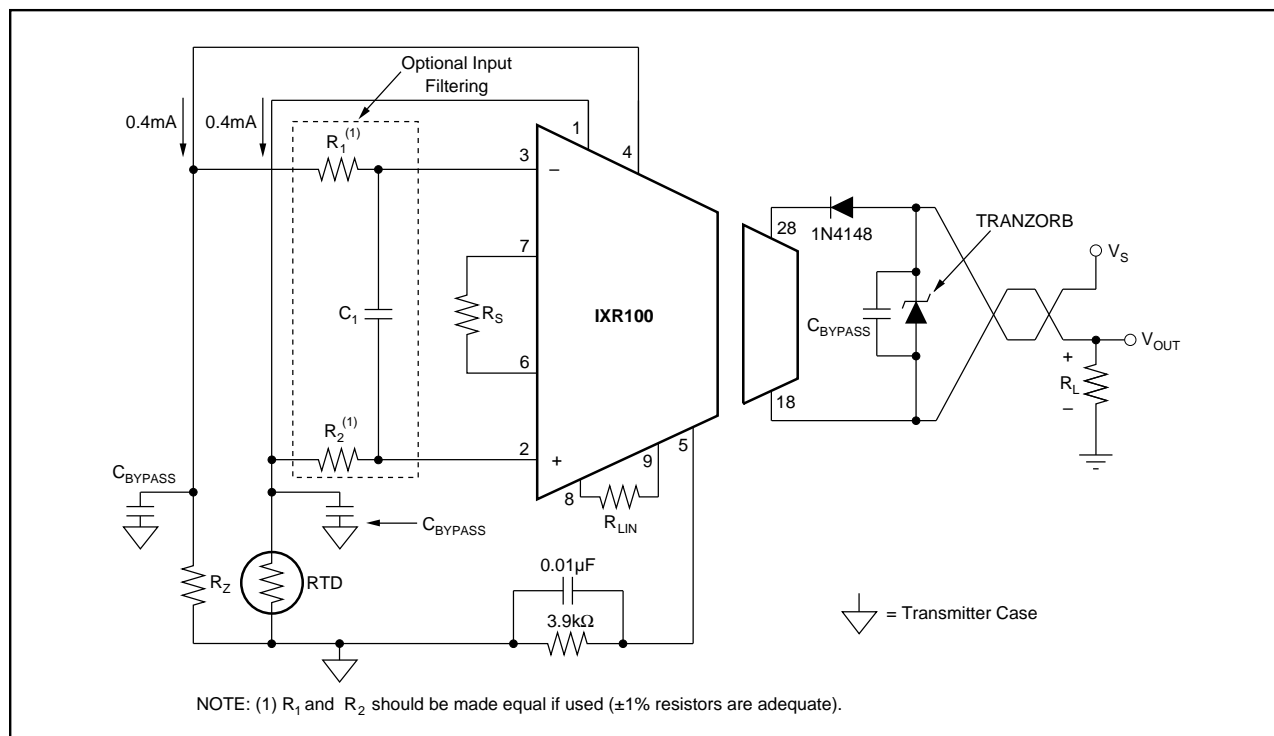 Optional Input
Filtering
0.4mA
0.4mA
R1(1)
1
4
3
–
7
RS
6
C1
IXR100
R2(1)
2
+
8
9
5
RLIN
28
1N4148
TRANZORB
CBYPASS
18
VS
VOUT
+
RL
–
CBYPASS
CBYPASS
RZ
RTD
0.01µF
3.9kΩ
= Transmitter Case
NOTE: (1) R1 and R2 should be made equal if used (±1% resistors are adequate).